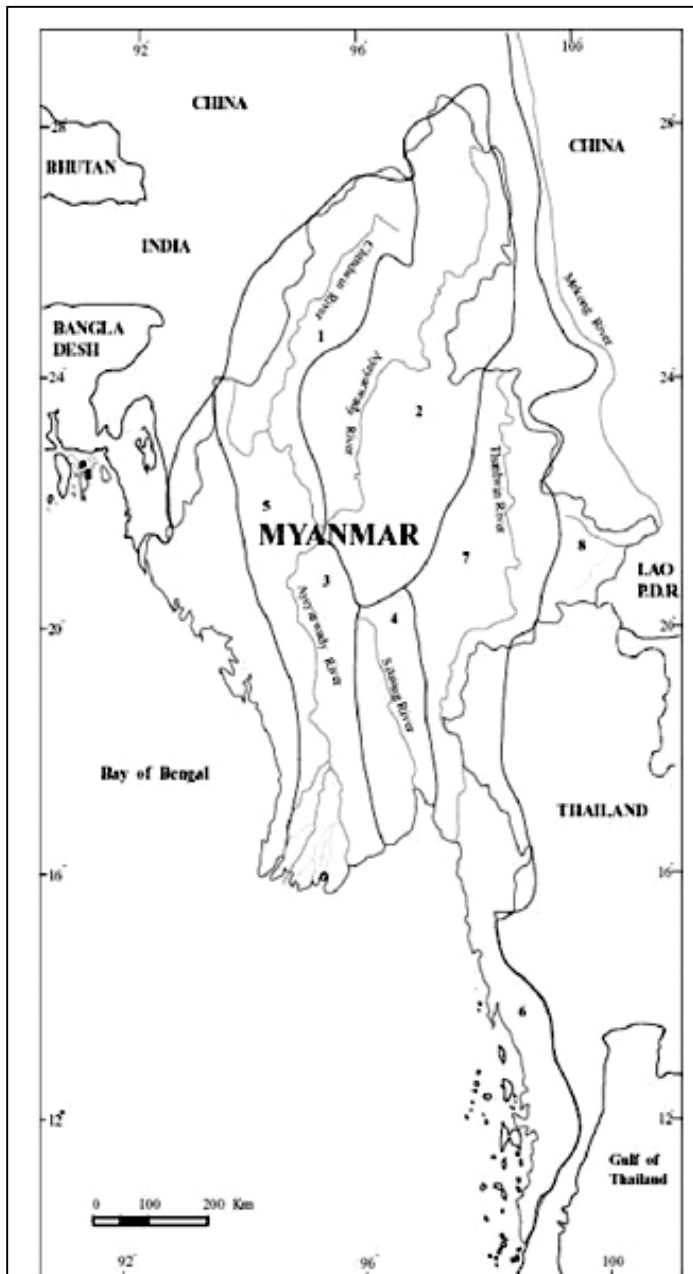 92°
96°
100°
CHINA
28°
28°
CHINA
BHUTAN
INDIA
Chindwin River
Mekong River
BANGLA
DESH
1
24°
24°
Ayeyarwady River
2
Thanlwin River
5
MYANMAR
7
8
3
LAO
P.D.R
Ayeyarwady River
4
20°
20°
Sittaung River
Bay of Bengal
THAILAND
16°
16°
6
12°
12°
Gulf of
Thailand
0 100 200 Km
92°
96°
100